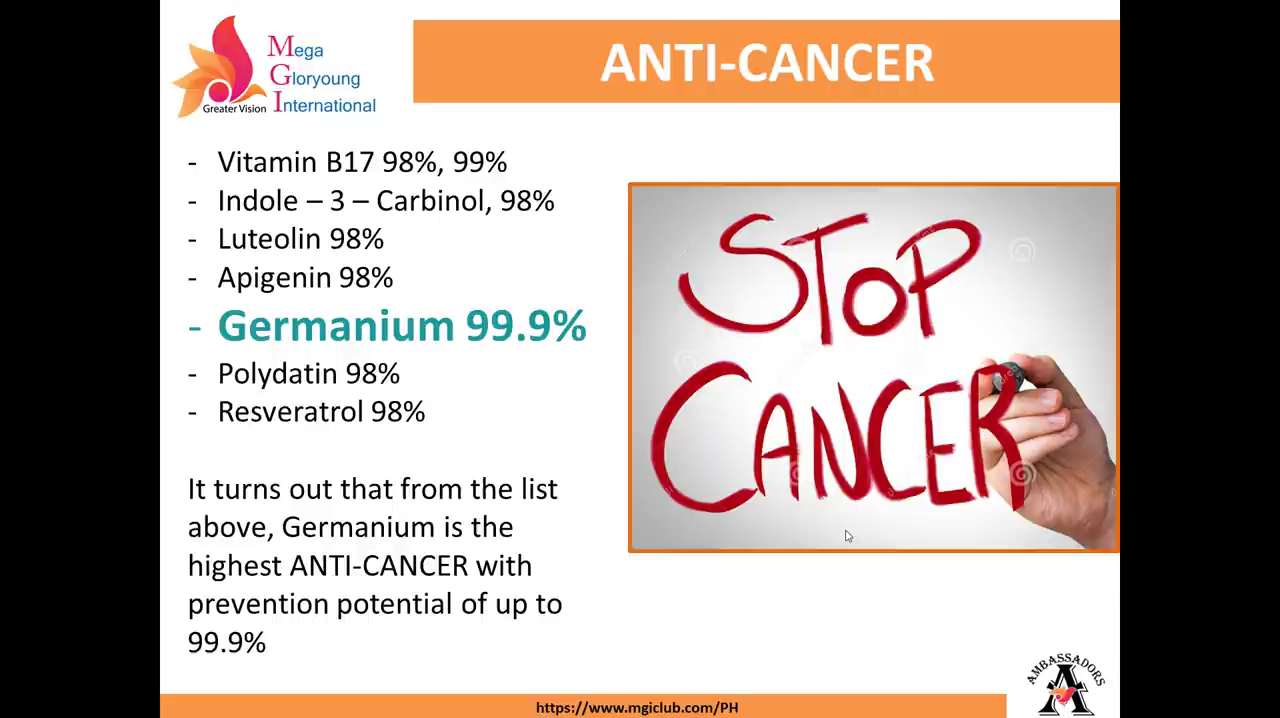 Mega
Gloryoung
International
Greater Vision
ANTI-CANCER
- Vitamin B17 98%, 99%
- Indole – 3 – Carbinol, 98%
- Luteolin 98%
- Apigenin 98%
- Germanium 99.9%
- Polydatin 98%
- Resveratrol 98%
It turns out that from the list
above, Germanium is the
highest ANTI-CANCER with
prevention potential of up to
99.9%
STOP
CANCER
AMBASSADORS
A
https://www.mgiclub.com/PH